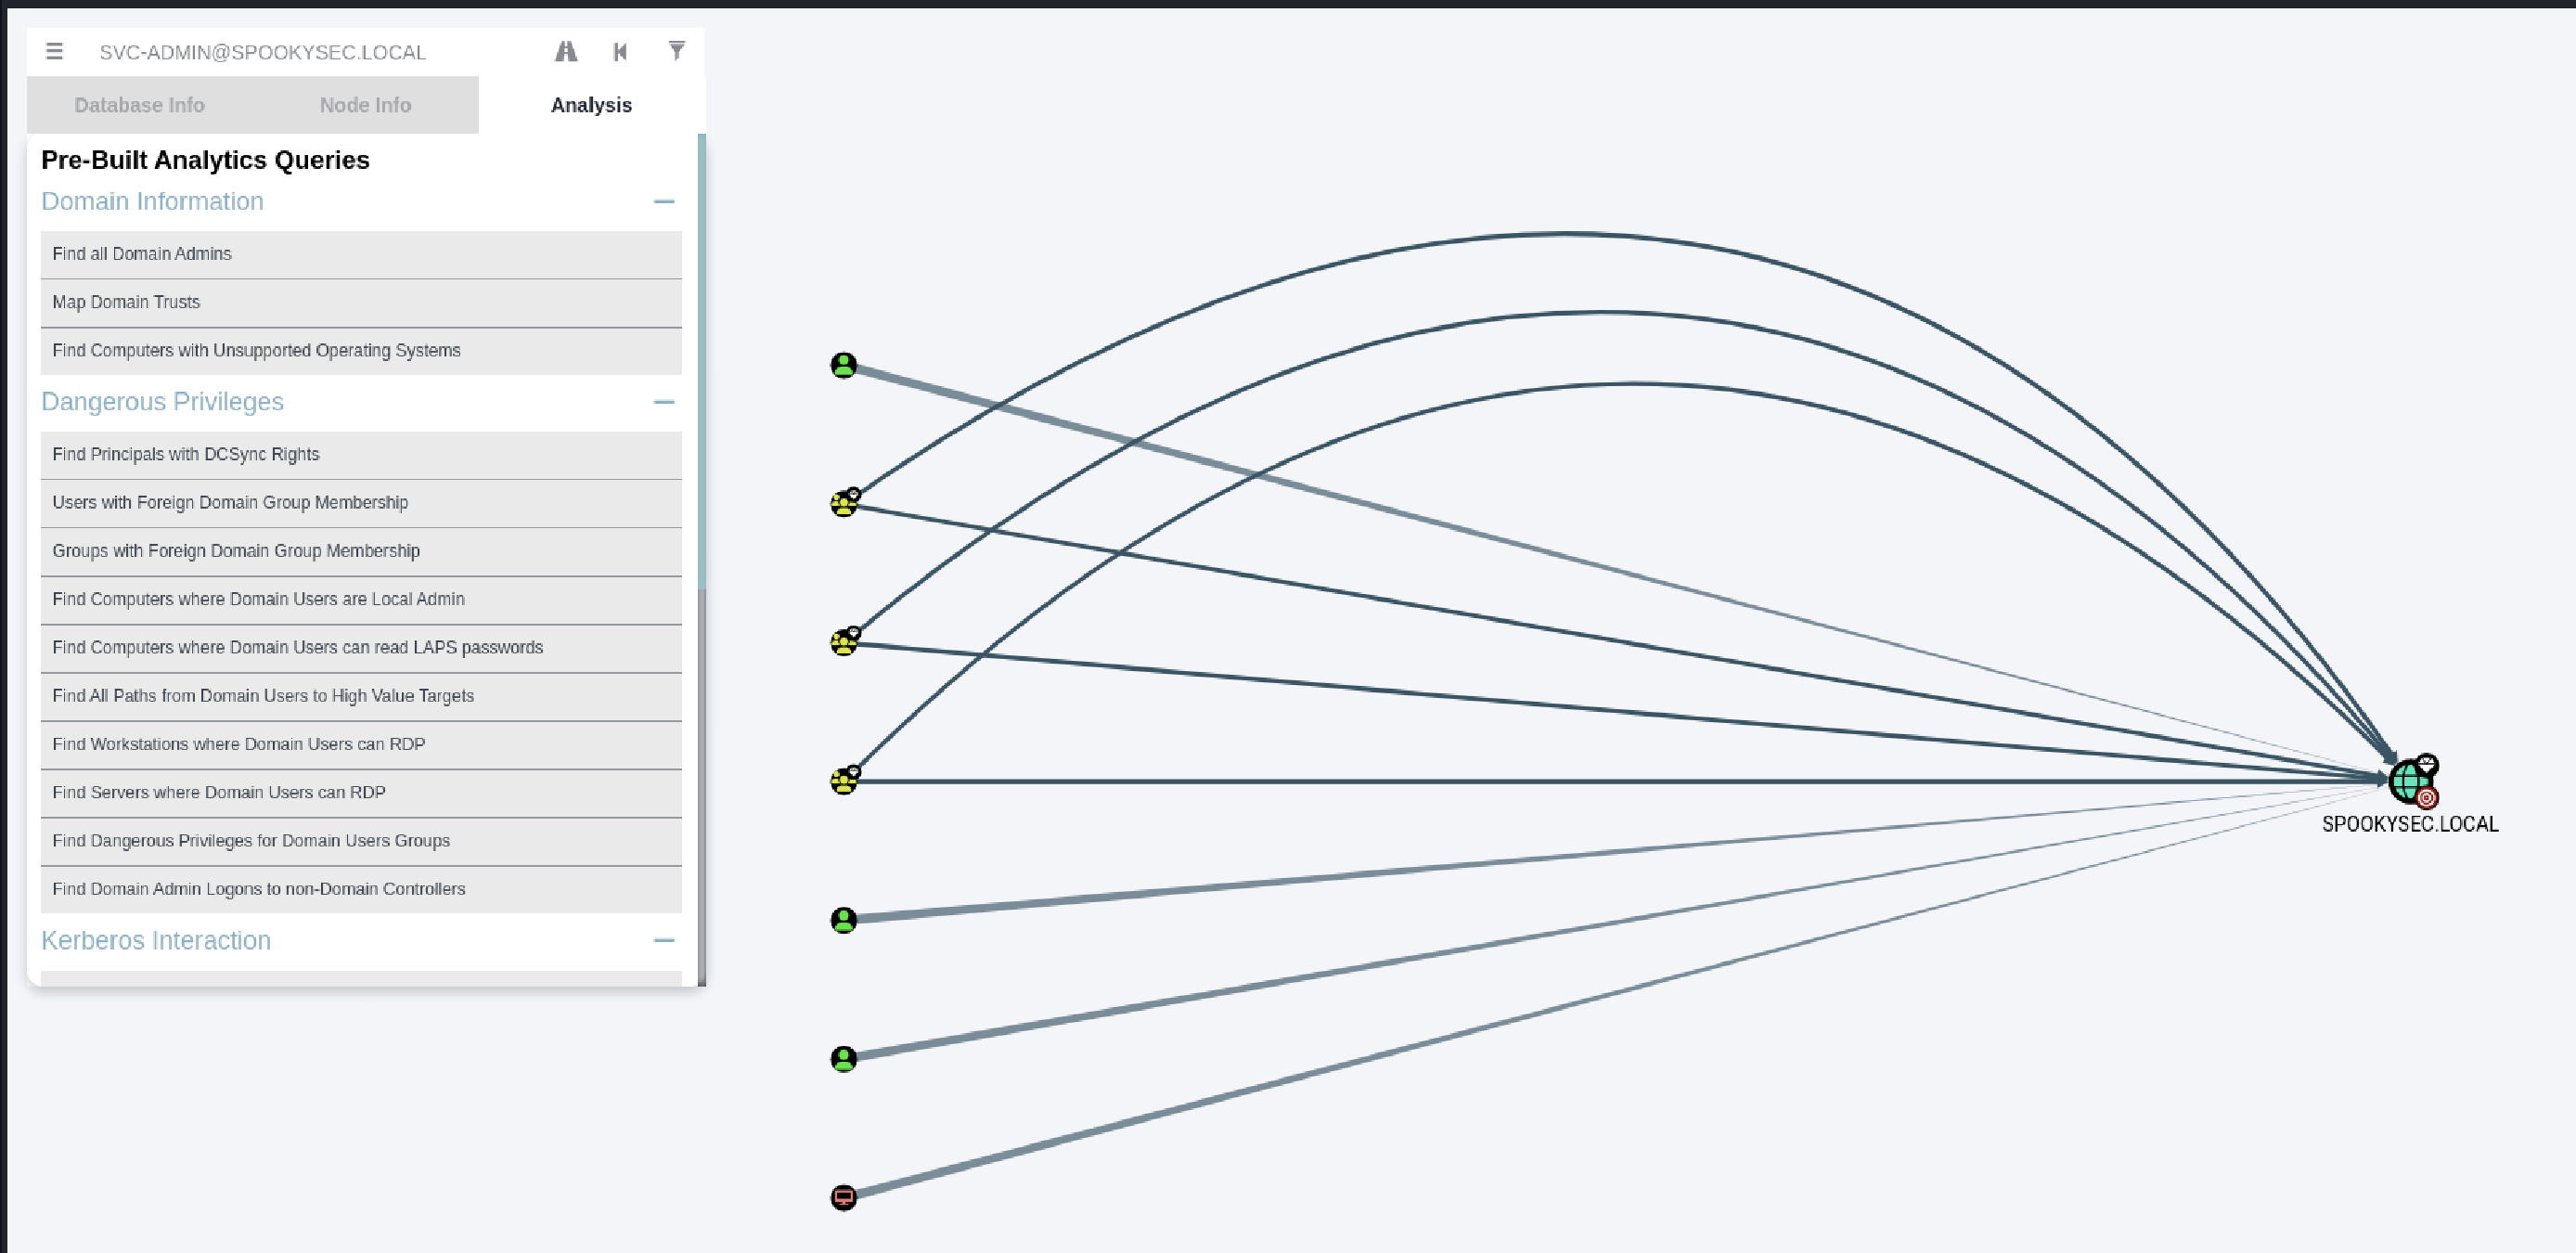 SVC-ADMIN@SPOOKYSEC.LOCAL
Database Info Node Info Analysis
Pre-Built Analytics Queries
Domain Information
Find all Domain Admins
Map Domain Trusts
Find Computers with Unsupported Operating Systems
Dangerous Privileges
Find Principals with DCSync Rights
Users with Foreign Domain Group Membership
Groups with Foreign Domain Group Membership
Find Computers where Domain Users are Local Admin
Find Computers where Domain Users can read LAPS passwords
Find All Paths from Domain Users to High Value Targets
Find Workstations where Domain Users can RDP
Find Servers where Domain Users can RDP
Find Dangerous Privileges for Domain Users Groups
Find Domain Admin Logons to non-Domain Controllers
Kerberos Interaction
SPOOKYSEC.LOCAL